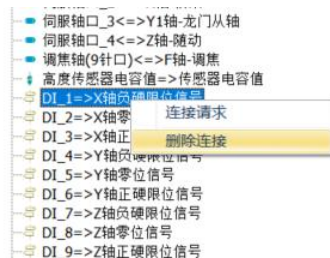 伺服轴口_3<=>Y1轴-龙门从轴
伺服轴口_4<=>Z轴-随动
调焦轴(9针口)<=>F轴-调焦
高度传感器电容值=>传感器电容值
DI_1=>X轴负硬限位信号
连接请求
DI_2=>X轴零
DI_3=>X轴正
删除连接
DI_4=>Y轴负硬限位信号
DI_5=>Y轴零位信号
DI_6=>Y轴正硬限位信号
DI_7=>Z轴负硬限位信号
DI_8=>Z轴零位信号
DI_9=>Z轴正硬限位信号